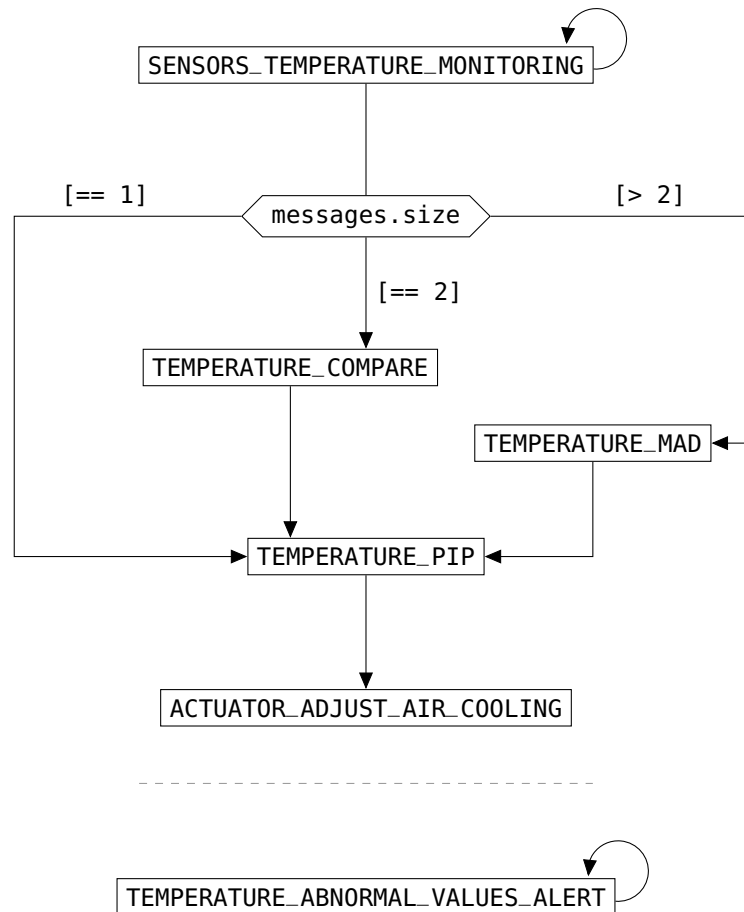 SENSORS_TEMPERATURE_MONITORING
[== 1]
messages.size
[> 2]
[== 2]
TEMPERATURE_COMPARE
TEMPERATURE_MAD
TEMPERATURE_PIP
ACTUATOR_ADJUST_AIR_COOLING
TEMPERATURE_ABNORMAL_VALUES_ALERT